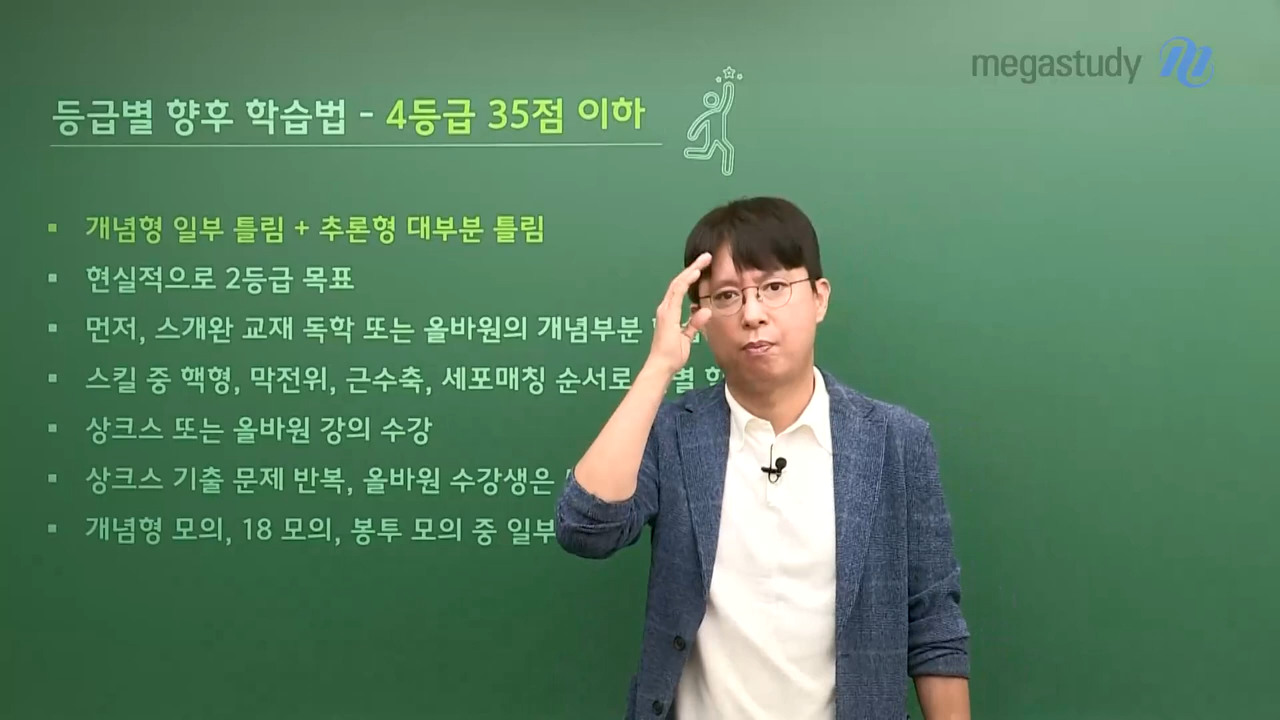 megastudy
등급별 향후 학습법 - 4등급 35점 이하
▪ 개념형 일부 틀림 + 추론형 대부분 틀림
▪ 현실적으로 2등급 목표
▪ 먼저, 스개완 교재 독학 또는 올바원의 개념부분
▪ 스킬 중 핵형, 막전위, 근수축, 세포매칭 순서로
▪ 상크스 또는 올바원 강의 수강
▪ 상크스 기출 문제 반복, 올바원 수강생은
▪ 개념형 모의, 18 모의, 봉투 모의 중 일부